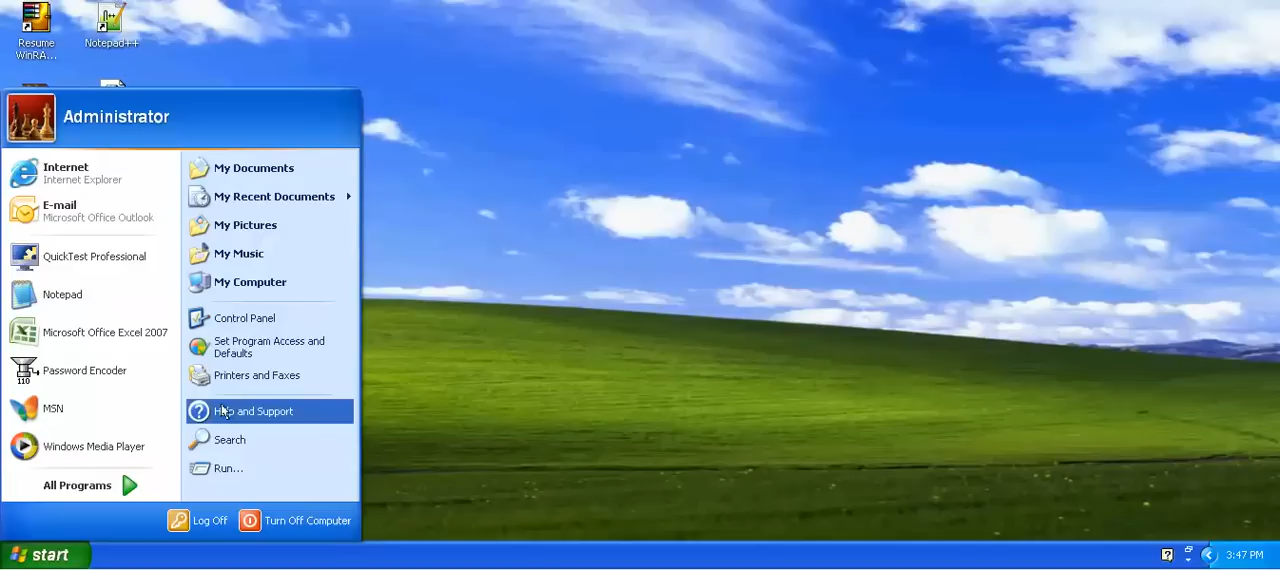 Resume
WinRA...
Notepad++
Administrator
Internet
Internet Explorer
E-mail
Microsoft Office Outlook
QuickTest Professional
Notepad
Microsoft Office Excel 2007
110
Password Encoder
MSN
Windows Media Player
All Programs
My Documents
My Recent Documents
My Pictures
My Music
My Computer
Control Panel
Set Program Access and
Defaults
Printers and Faxes
Help and Support
Search
Run...
Log Off
Turn Off Computer
start
3:47 PM